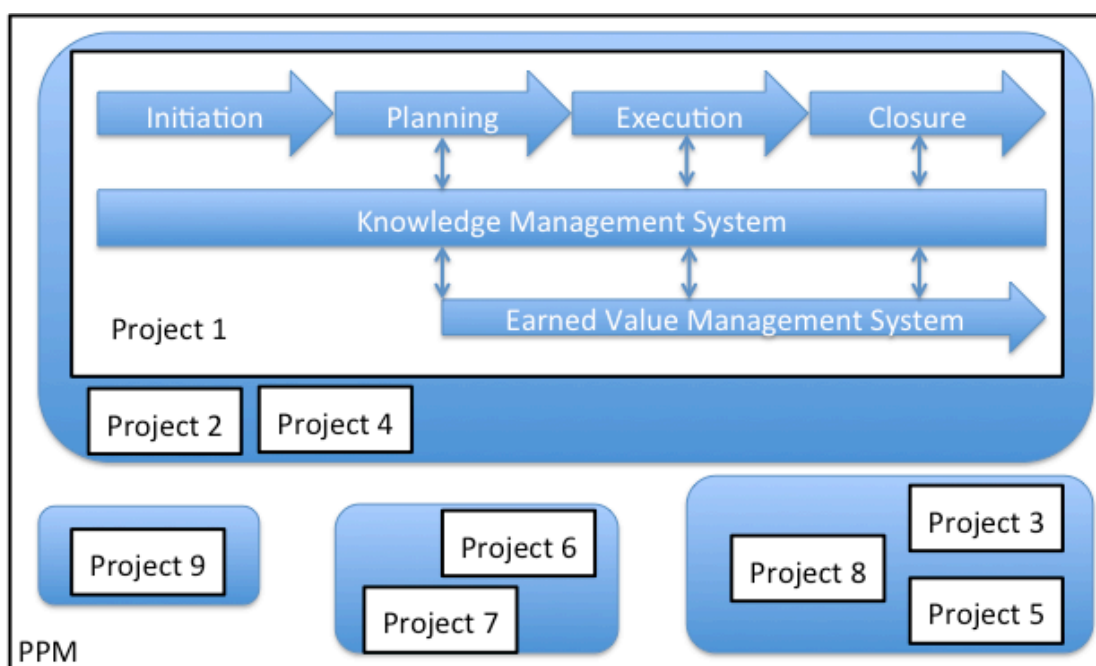 Initiation
Planning
Execution
Closure
Knowledge Management System
Earned Value Management System
Project 1
Project 2
Project 4
Project 9
Project 6
Project 7
Project 3
Project 8
Project 5
PPM